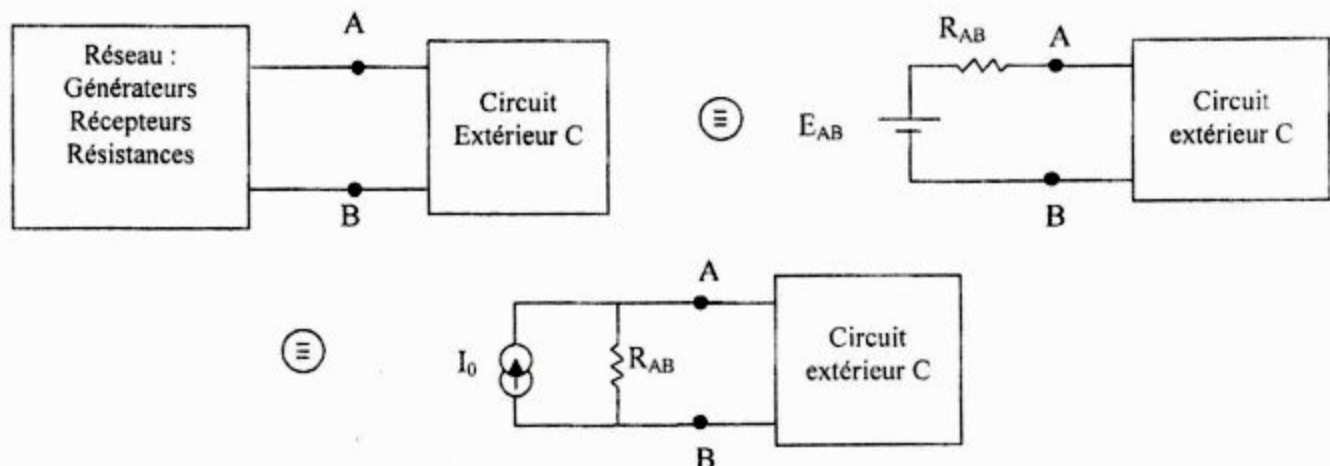 A
Réseau :
Générateurs
Récepteurs
Résistances
Circuit
Extérieur C
B
≡
R_AB
A
E_AB
Circuit
extérieur C
B
≡
A
I_0
R_AB
Circuit
extérieur C
B